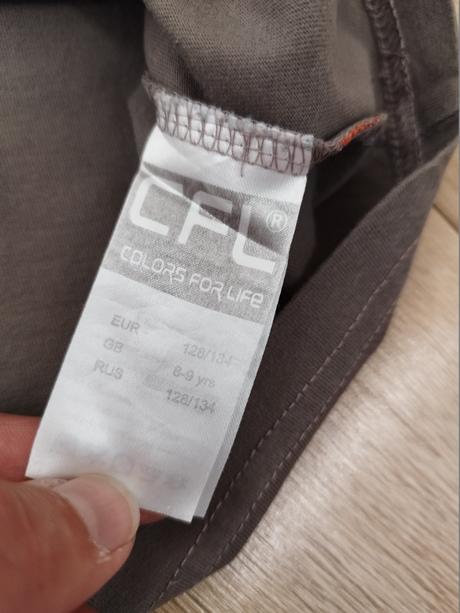 CFL®
COLORS FOR LIFE
EUR 128/134
GB 8-9 yrs
RUS 128/134